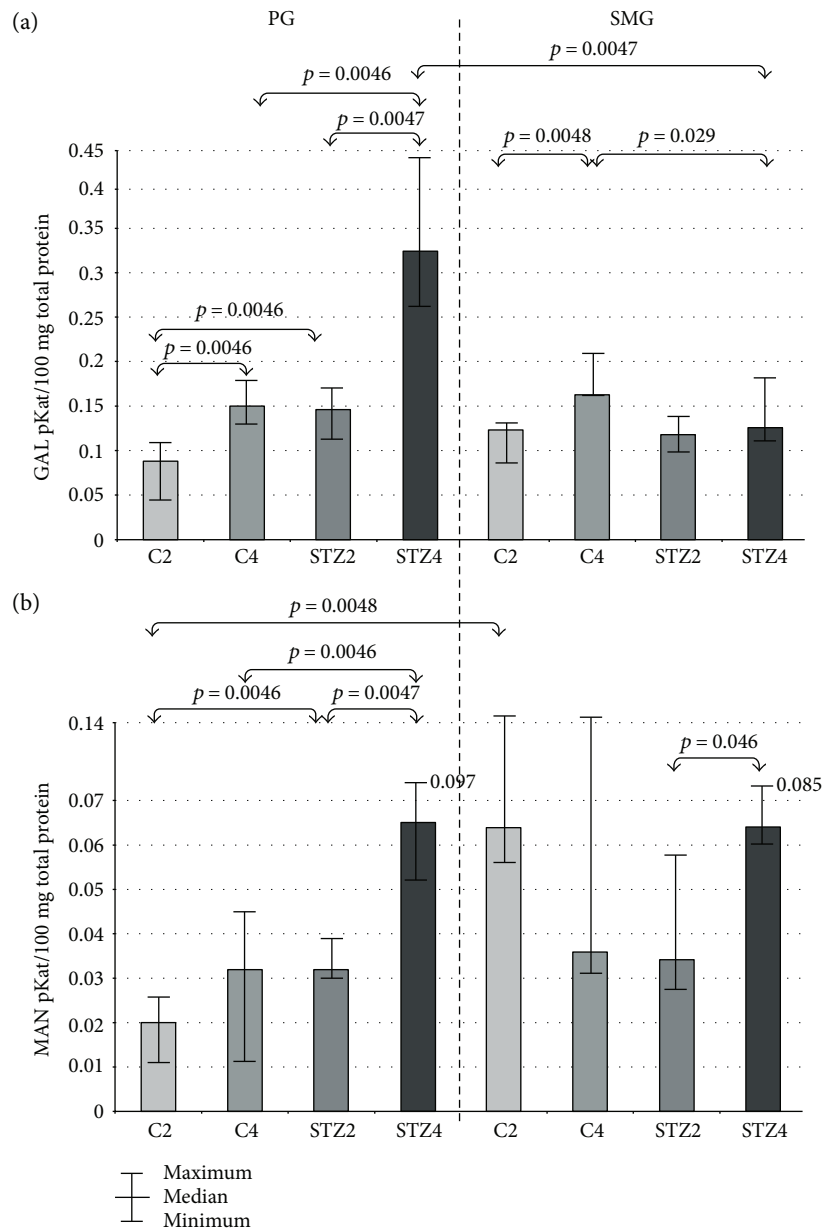 (a)
PG
SMG
p = 0.0047
p = 0.0046
p = 0.0047
p = 0.0048
p = 0.029
p = 0.0046
p = 0.0046
GAL pKat/100 mg total protein
0.45
0.4
0.35
0.3
0.25
0.2
0.15
0.1
0.05
0
C2 C4 STZ2 STZ4 C2 C4 STZ2 STZ4
(b)
p = 0.0048
p = 0.0046
p = 0.0046
p = 0.0047
p = 0.046
0.097
0.085
MAN pKat/100 mg total protein
0.14
0.07
0.06
0.05
0.04
0.03
0.02
0.01
0
C2 C4 STZ2 STZ4 C2 C4 STZ2 STZ4
Maximum
Median
Minimum